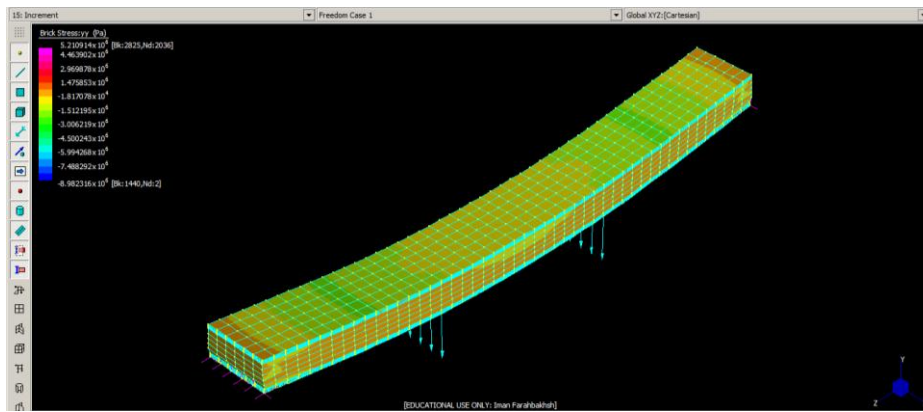 15: Increment
Freedom Case 1
Global XYZ:[Cartesian]
Brick Stress:yy (Pa)
5.210914x10⁶ [Bk:2825,Nd:2036]
4.463902x10⁶
2.969878x10⁶
1.475853x10⁶
-1.817078x10⁴
-1.512195x10⁶
-3.006219x10⁶
-4.500243x10⁶
-5.994268x10⁶
-7.488292x10⁶
-8.982316x10⁶ [Bk:1440,Nd:2]
Y
Z
X
[EDUCATIONAL USE ONLY: Iman Farahbakhsh